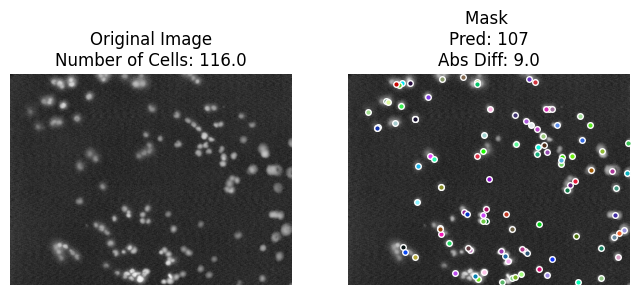 Original Image
Number of Cells: 116.0
Mask
Pred: 107
Abs Diff: 9.0